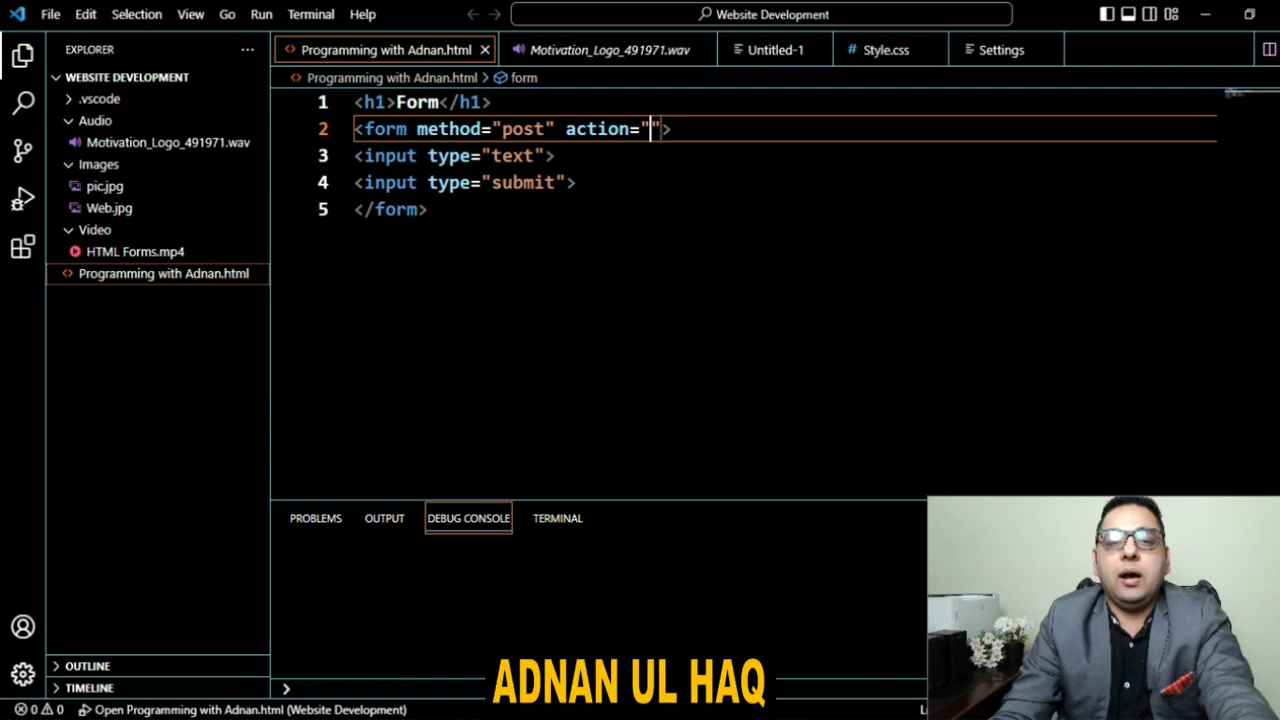 File Edit Selection View Go Run Terminal Help Website Development
EXPLORER
Programming with Adnan.html Motivation_Logo_491971.wav Untitled-1 Style.css Settings
WEBSITE DEVELOPMENT
.vscode
Audio
Motivation_Logo_491971.wav
Images
pic.jpg
Web.jpg
Video
HTML Forms.mp4
Programming with Adnan.html
OUTLINE
TIMELINE
Programming with Adnan.html > form
1 <h1>Form</h1>
2 <form method="post" action="">
3 <input type="text">
4 <input type="submit">
5 </form>
PROBLEMS OUTPUT DEBUG CONSOLE TERMINAL
ADNAN UL HAQ
0 0 Open Programming with Adnan.html (Website Development)